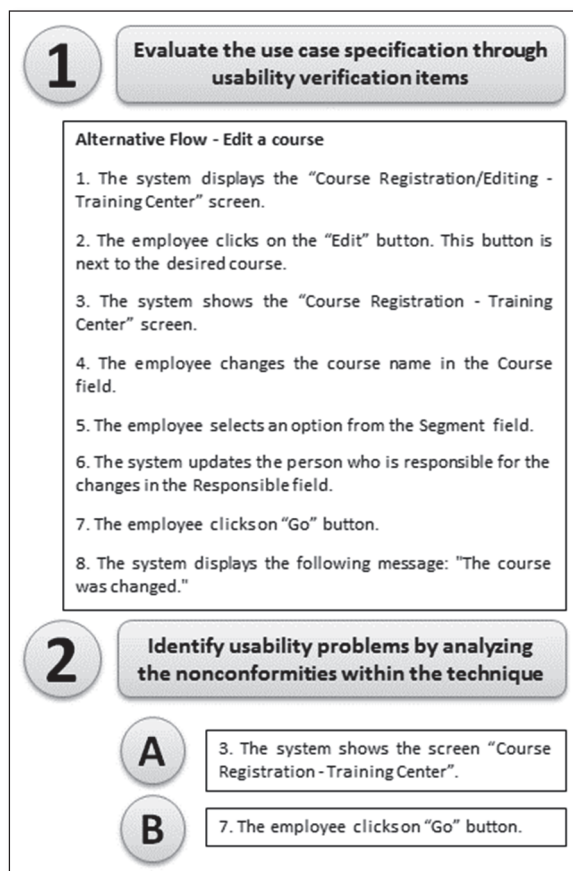 1
Evaluate the use case specification through
usability verification items
Alternative Flow - Edit a course
1. The system displays the “Course Registration/Editing -
Training Center” screen.
2. The employee clicks on the “Edit” button. This button is
next to the desired course.
3. The system shows the “Course Registration - Training
Center” screen.
4. The employee changes the course name in the Course
field.
5. The employee selects an option from the Segment field.
6. The system updates the person who is responsible for the
changes in the Responsible field.
7. The employee clicks on “Go” button.
8. The system displays the following message: "The course
was changed."
2
Identify usability problems by analyzing
the nonconformities within the technique
A
3. The system shows the screen “Course
Registration - Training Center”.
B
7. The employee clicks on “Go” button.